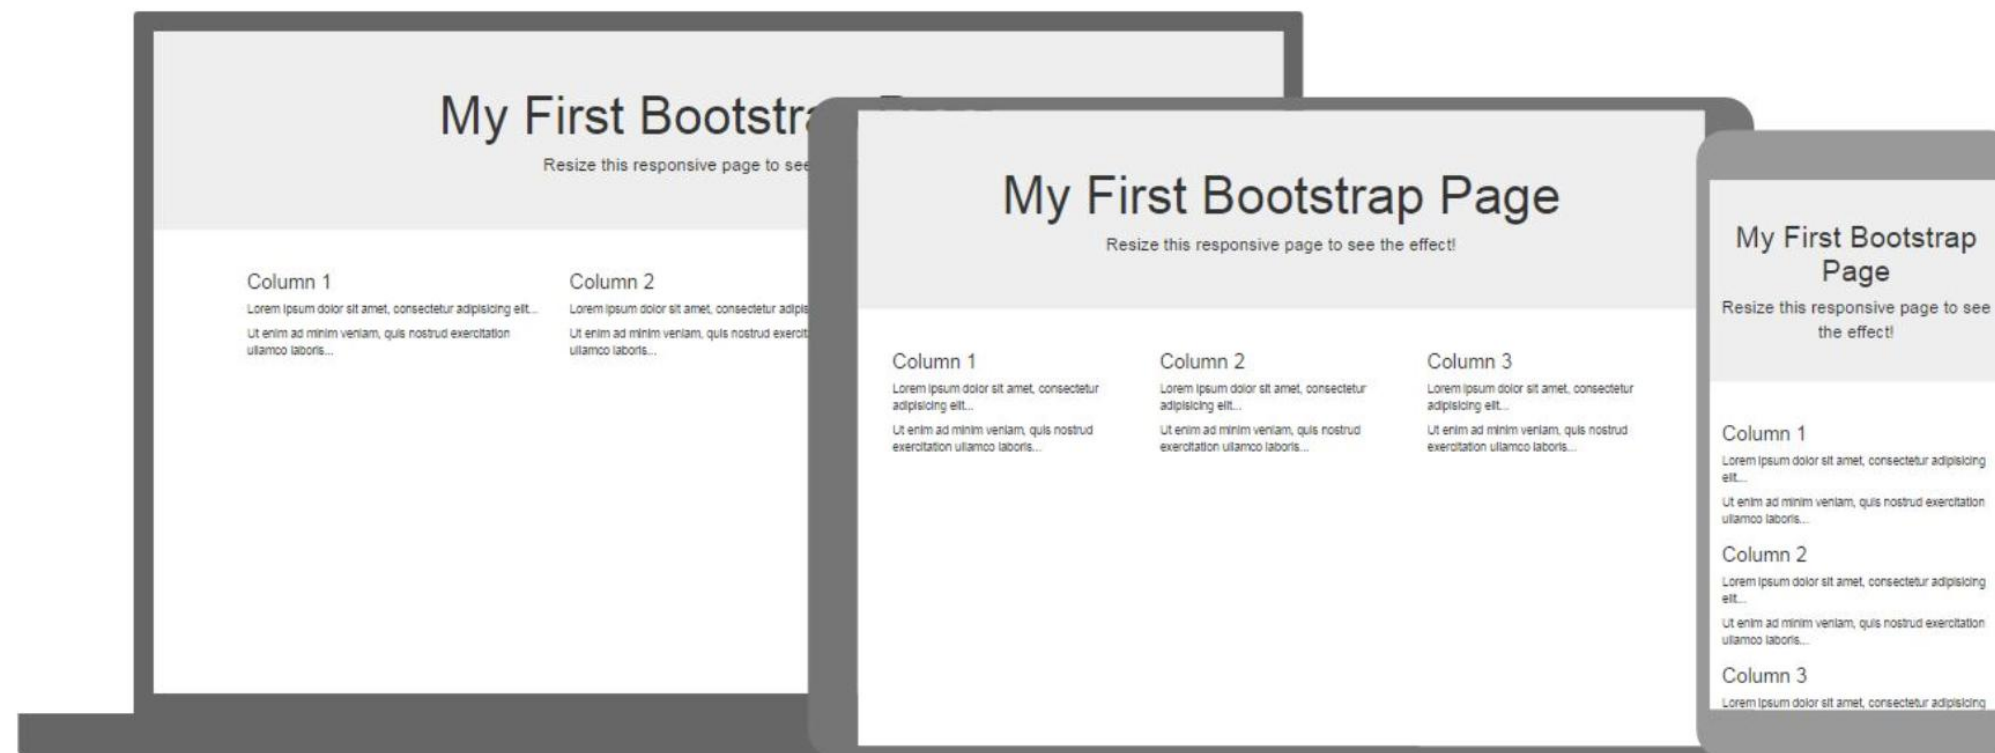 My First Bootstra
Resize this responsive page to see
Column 1
Lorem ipsum dolor sit amet, consectetur adipisicing elit...
Ut enim ad minim veniam, quis nostrud exercitation
ullamco laboris...
Column 2
Lorem ipsum dolor sit amet, consectetur adipis
Ut enim ad minim veniam, quis nostrud exercit
ullamco laboris...
My First Bootstrap Page
Resize this responsive page to see the effect!
Column 1
Lorem ipsum dolor sit amet, consectetur
adipisicing elit...
Ut enim ad minim veniam, quis nostrud
exercitation ullamco laboris...
Column 2
Lorem ipsum dolor sit amet, consectetur
adipisicing elit...
Ut enim ad minim veniam, quis nostrud
exercitation ullamco laboris...
Column 3
Lorem ipsum dolor sit amet, consectetur
adipisicing elit...
Ut enim ad minim veniam, quis nostrud
exercitation ullamco laboris...
My First Bootstrap
Page
Resize this responsive page to see
the effect!
Column 1
Lorem ipsum dolor sit amet, consectetur adipisicing
elit...
Ut enim ad minim veniam, quis nostrud exercitation
ullamco laboris...
Column 2
Lorem ipsum dolor sit amet, consectetur adipisicing
elit...
Ut enim ad minim veniam, quis nostrud exercitation
ullamco laboris...
Column 3
Lorem ipsum dolor sit amet, consectetur adipisicing